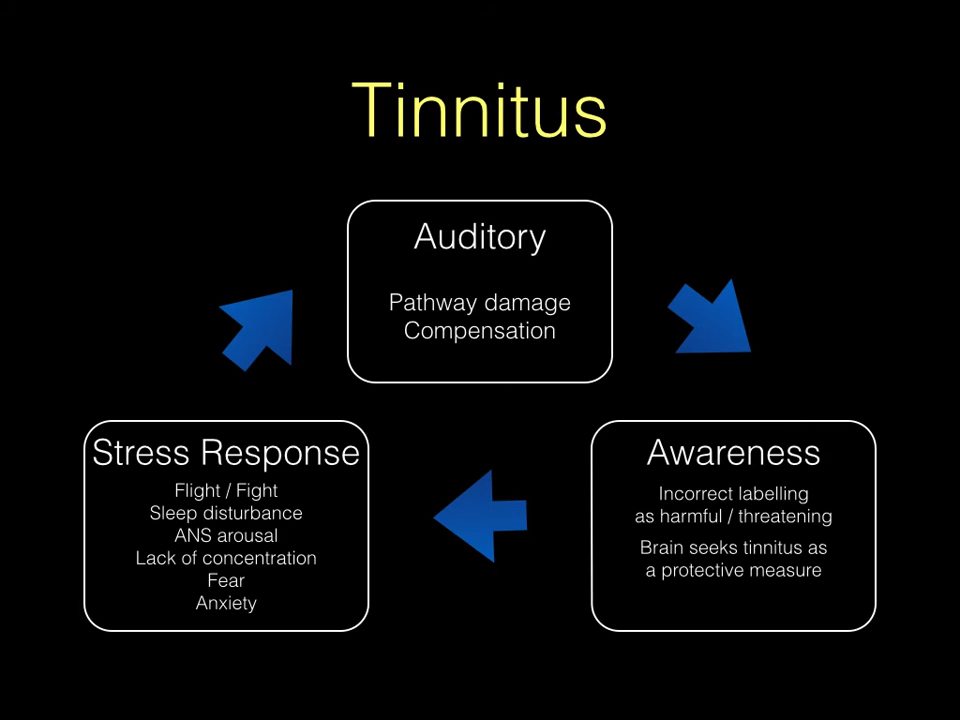 Tinnitus
Auditory
Pathway damage
Compensation
Stress Response
Flight / Fight
Sleep disturbance
ANS arousal
Lack of concentration
Fear
Anxiety
Awareness
Incorrect labelling
as harmful / threatening
Brain seeks tinnitus as
a protective measure